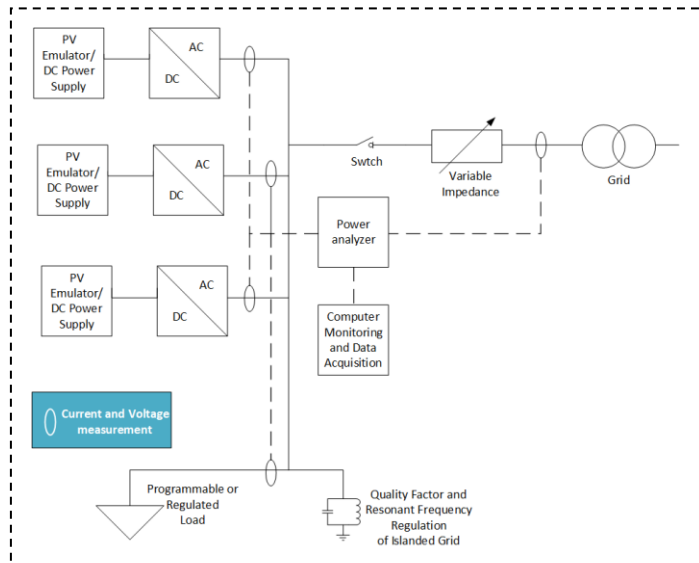 PV
Emulator/
DC Power
Supply
AC
DC
PV
Emulator/
DC Power
Supply
AC
DC
Swtch
Variable
Impedance
Grid
Power
analyzer
PV
Emulator/
DC Power
Supply
AC
DC
Computer
Monitoring
and Data
Acquisition
Current and Voltage
measurement
Programmable or
Regulated
Load
Quality Factor and
Resonant Frequency
Regulation
of Islanded Grid